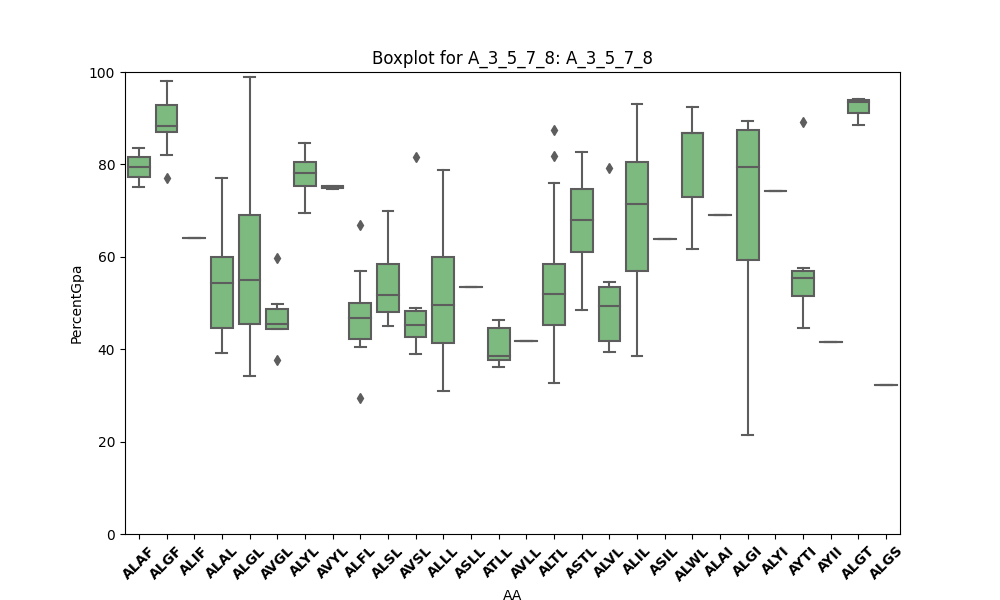 Boxplot for A_3_5_7_8: A_3_5_7_8
PercentGpa
100
80
60
40
20
0
ALAF ALGF ALIF ALAL ALGL AVGL ALYL AVYL ALFL ALSL AVSL ALLL ASLL ATLL AVLL ALTL ASTL ALVL ALIL ASIL ALWL ALAI ALGI ALYI AYTI AYII ALGT ALGS
AA